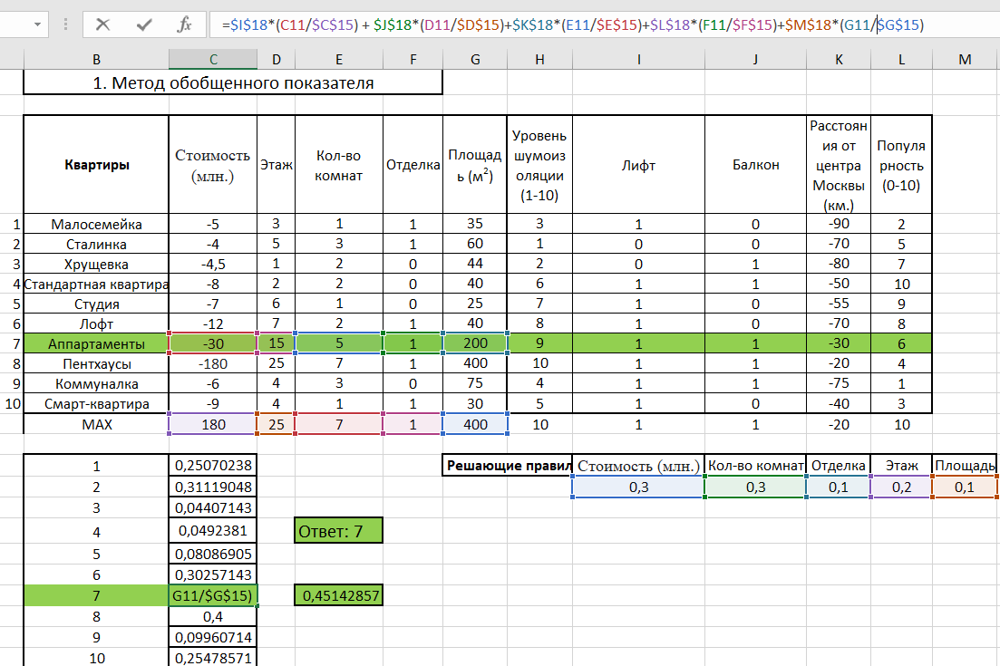 fx =$I$18*(C11/$C$15) + $J$18*(D11/$D$15)+$K$18*(E11/$E$15)+$L$18*(F11/$F$15)+$M$18*(G11/$G$15)
B C D E F G H I J K L M
1. Метод обобщенного показателя
Квартиры Стоимость (млн.) Этаж Кол-во комнат Отделка Площадь (м²) Уровень шумоизоляции (1-10) Лифт Балкон Расстояния от центра Москвы (км.) Популярность (0-10)
1 Малосемейка -5 3 1 1 35 3 1 0 -90 2
2 Сталинка -4 5 3 1 60 1 0 0 -70 5
3 Хрущевка -4,5 1 2 0 44 2 0 1 -80 7
4 Стандартная квартира -8 2 2 0 40 6 1 1 -50 10
5 Студия -7 6 1 0 25 7 1 0 -55 9
6 Лофт -12 7 2 1 40 8 1 0 -70 8
7 Аппартаменты -30 15 5 1 200 9 1 1 -30 6
8 Пентхаусы -180 25 7 1 400 10 1 1 -20 4
9 Коммуналка -6 4 3 0 75 4 1 1 -75 1
10 Смарт-квартира -9 4 1 1 30 5 1 0 -40 3
MAX 180 25 7 1 400 10 1 1 -20 10
Решающие правил Стоимость (млн.) Кол-во комнат Отделка Этаж Площадь
0,3 0,3 0,1 0,2 0,1
1 0,25070238
2 0,31119048
3 0,04407143
4 0,0492381
Ответ: 7
5 0,08086905
6 0,30257143
7 G11/$G$15)
0,45142857
8 0,4
9 0,09960714
10 0,25478571